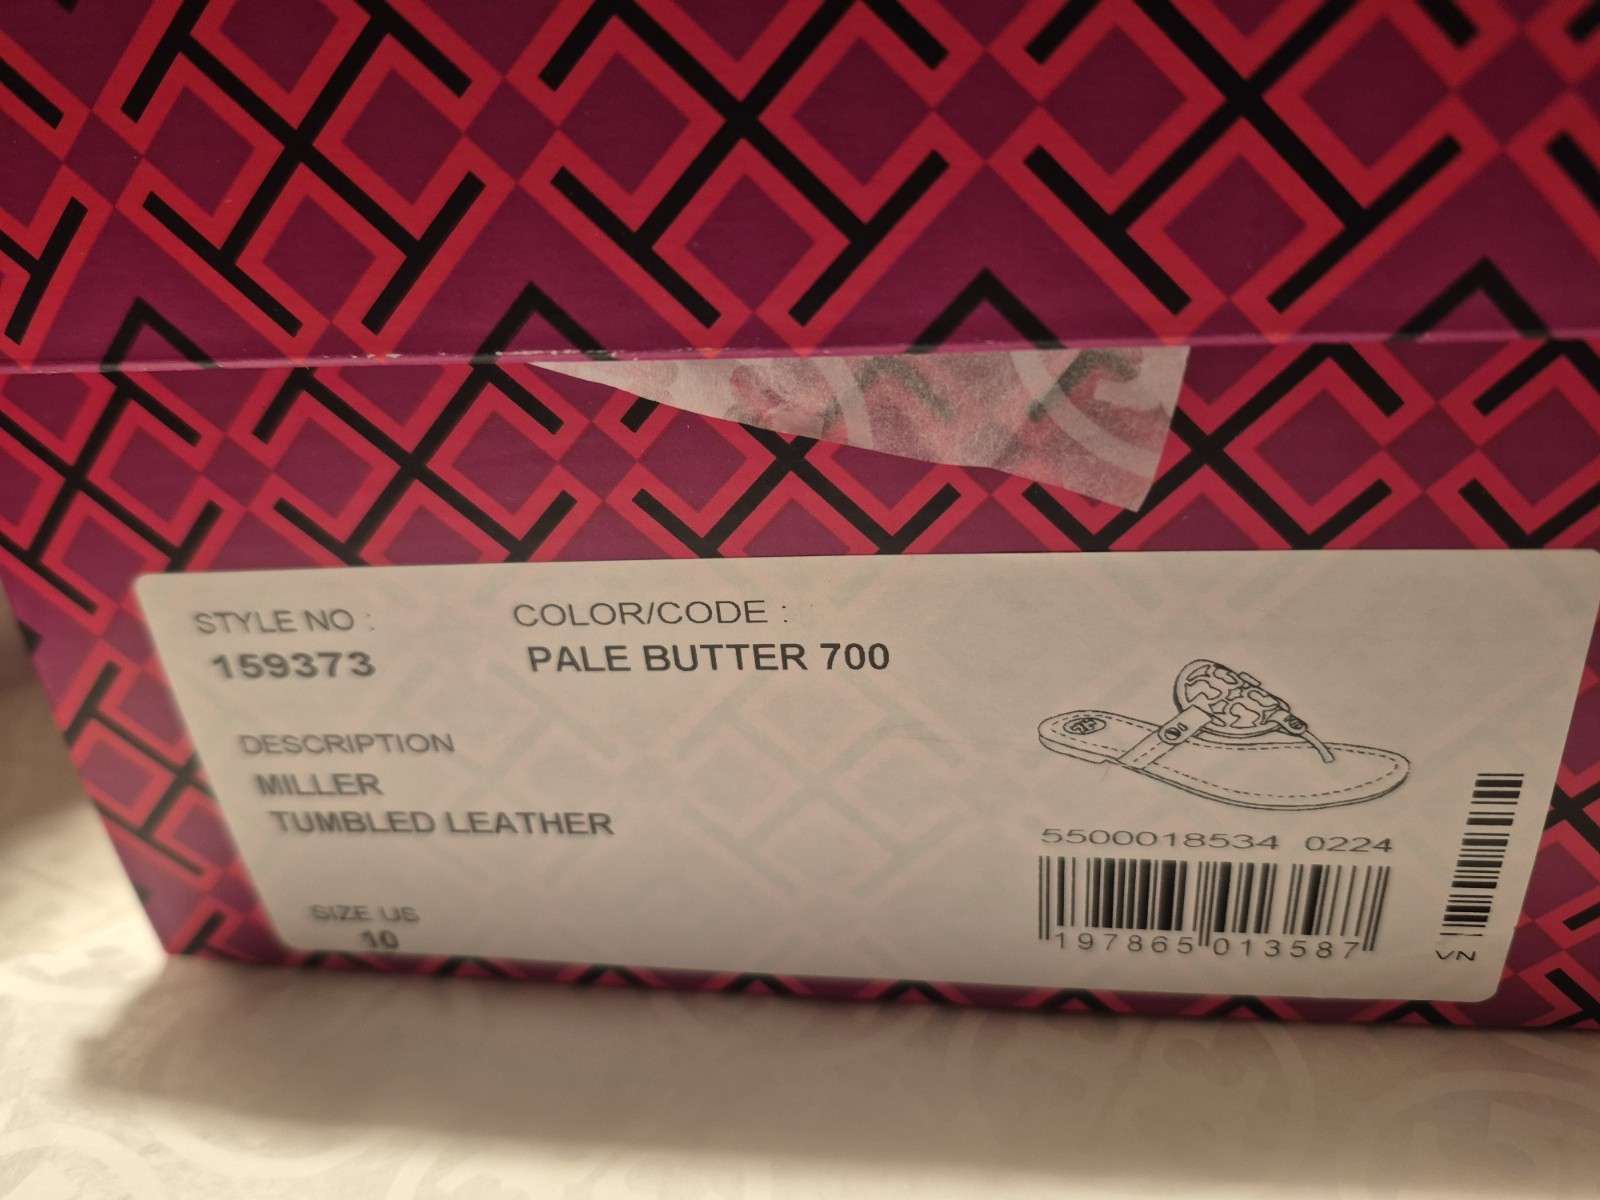 STYLE NO :
159373
COLOR/CODE :
PALE BUTTER 700
DESCRIPTION
MILLER
TUMBLED LEATHER
SIZE US
10
5500018534 0224
197865 013587
VN